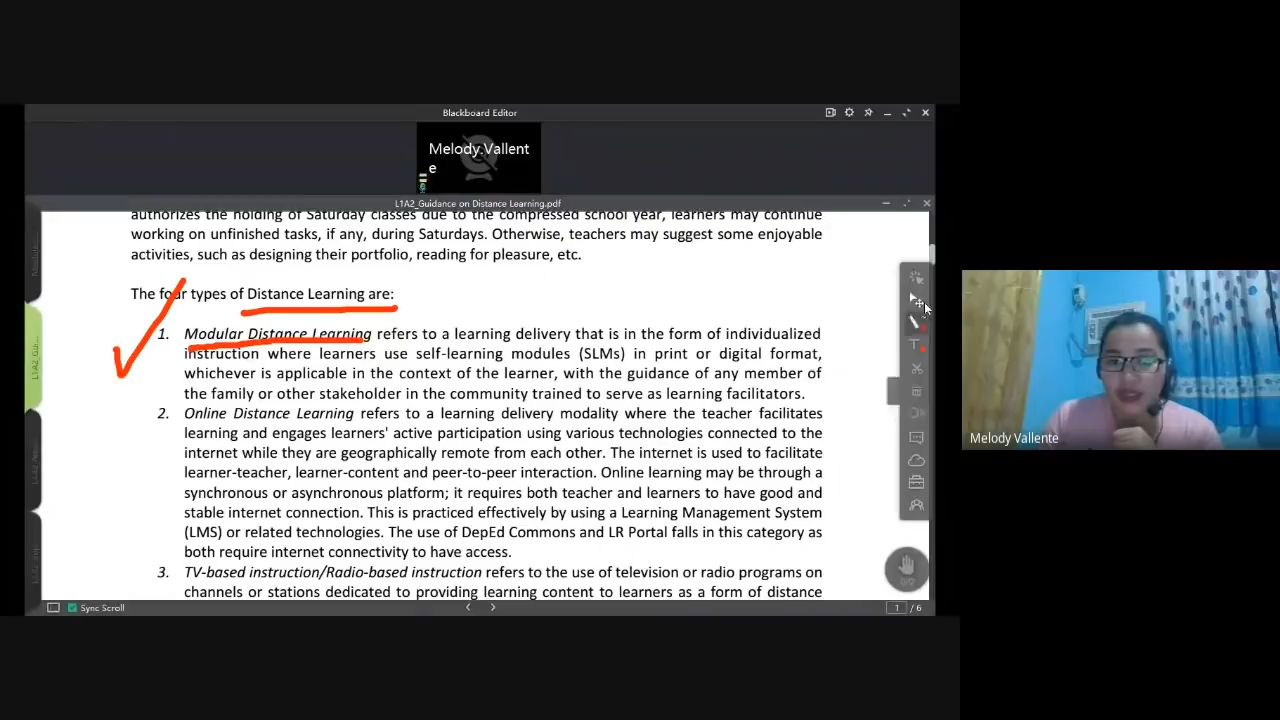 Blackboard Editor
Melody.Vallent
e
L1A2_Guidance on Distance Learning.pdf
authorizes the holding of Saturday classes due to the compressed school year, learners may continue
working on unfinished tasks, if any, during Saturdays. Otherwise, teachers may suggest some enjoyable
activities, such as designing their portfolio, reading for pleasure, etc.
The four types of Distance Learning are:
1. Modular Distance Learning refers to a learning delivery that is in the form of individualized
instruction where learners use self-learning modules (SLMs) in print or digital format,
whichever is applicable in the context of the learner, with the guidance of any member of
the family or other stakeholder in the community trained to serve as learning facilitators.
2. Online Distance Learning refers to a learning delivery modality where the teacher facilitates
learning and engages learners' active participation using various technologies connected to the
internet while they are geographically remote from each other. The internet is used to facilitate
learner-teacher, learner-content and peer-to-peer interaction. Online learning may be through a
synchronous or asynchronous platform; it requires both teacher and learners to have good and
stable internet connection. This is practiced effectively by using a Learning Management System
(LMS) or related technologies. The use of DepEd Commons and LR Portal falls in this category as
both require internet connectivity to have access.
3. TV-based instruction/Radio-based instruction refers to the use of television or radio programs on
channels or stations dedicated to providing learning content to learners as a form of distance
Sync Scroll
1 / 6
Melody Vallente